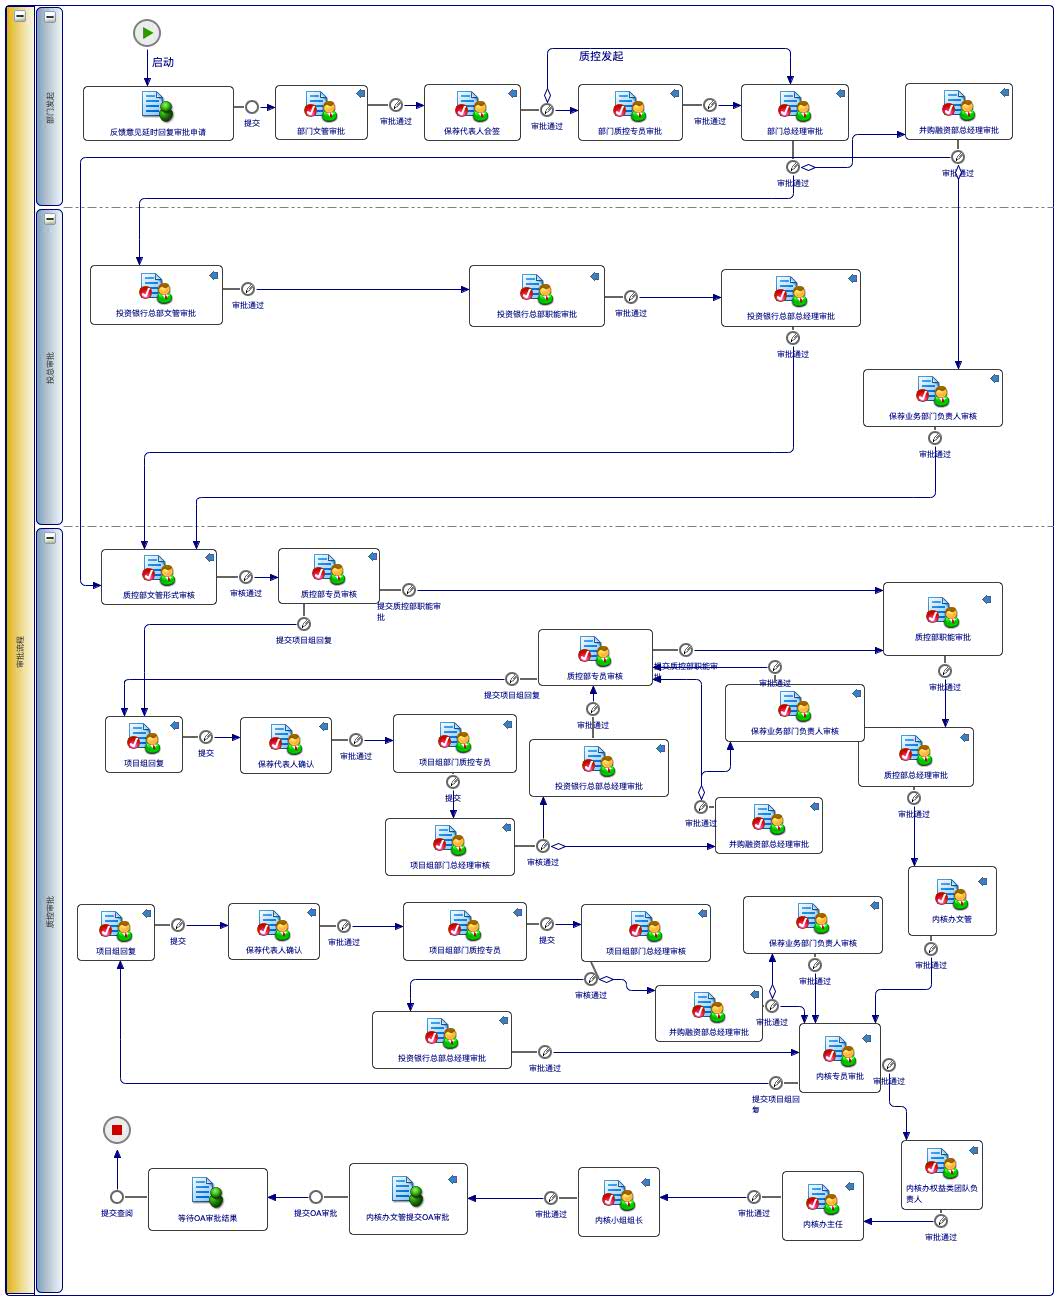 审批流程
部门发起
启动
质控发起
反馈意见延时回复审批申请
提交
部门文管审批
审批通过
保荐代表人会签
审批通过
部门质控专员审批
审批通过
部门总经理审批
并购融资部总经理审批
审批通过
审批通过
投总审批
投资银行总部文管审批
审批通过
投资银行总部职能审批
审批通过
投资银行总部总经理审批
审批通过
保荐业务部门负责人审核
审批通过
质控审批
质控部文管形式审核
审核通过
质控部专员审核
提交质控部职能审
批
提交项目组回复
质控部职能审批
质控部专员审核
提交质控部职能审
批
审批通过
审批通过
提交项目组回复
审批通过
项目组回复
提交
保荐代表人确认
审批通过
项目组部门质控专员
提交
投资银行总部总经理审批
保荐业务部门负责人审核
质控部总经理审批
审批通过
审批通过
项目组部门总经理审核
审核通过
并购融资部总经理审批
内核办文管
审批通过
项目组回复
提交
保荐代表人确认
审批通过
项目组部门质控专员
提交
项目组部门总经理审核
审核通过
保荐业务部门负责人审核
审批通过
并购融资部总经理审批
审批通过
投资银行总部总经理审批
审批通过
内核专员审批
审批通过
提交项目组回
复
内核办权益类团队负
责人
审批通过
内核办主任
审批通过
内核小组组长
审批通过
内核办文管提交OA审批
提交OA审批
等待OA审批结果
提交查阅